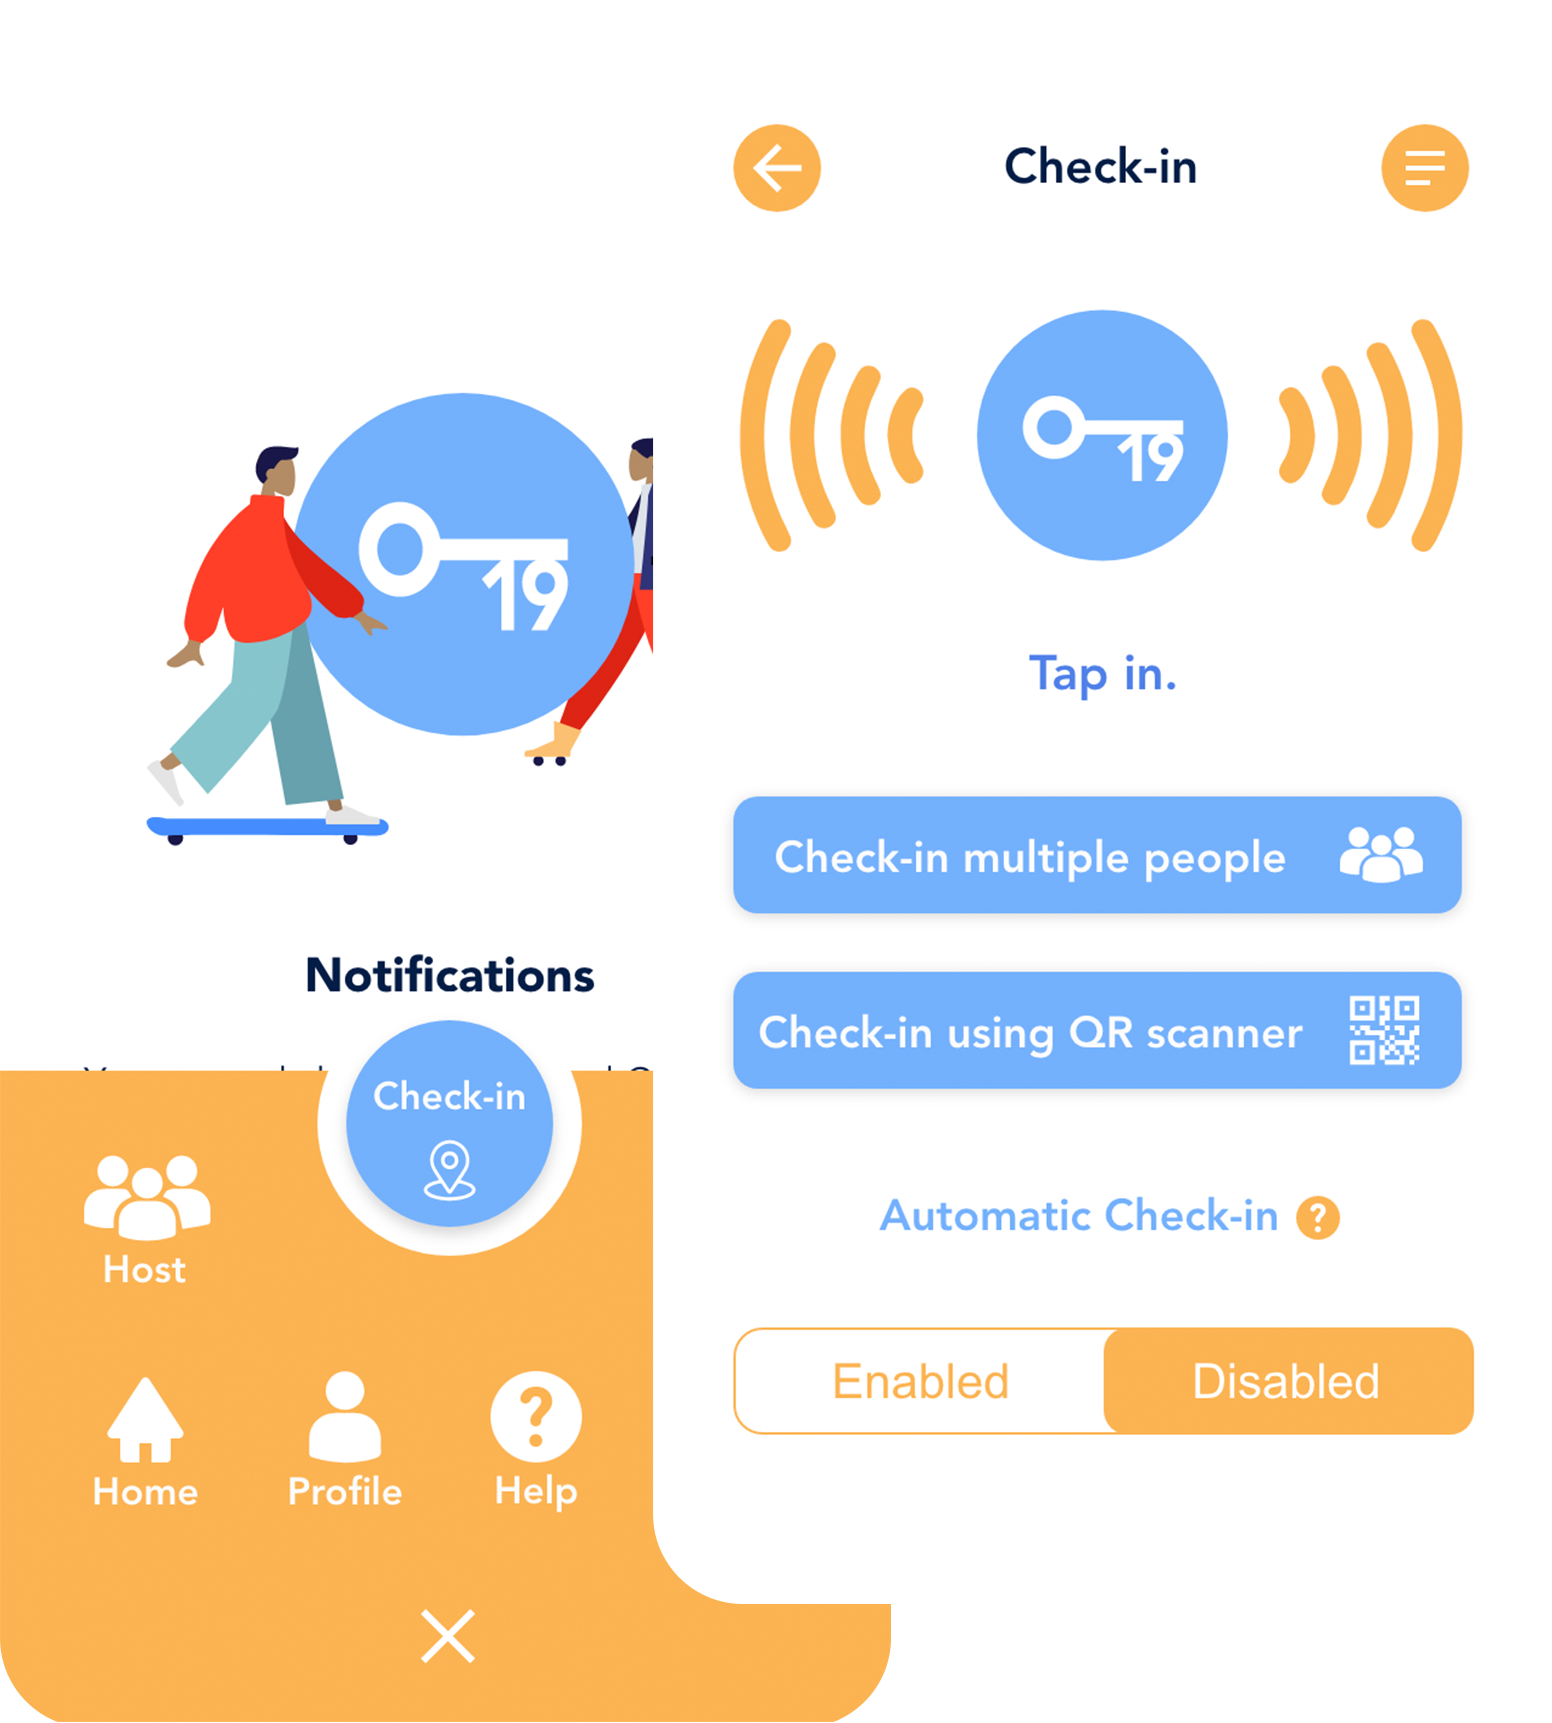 19
Notifications
Check-in
Host
Home
Profile
Help
Check-in
19
Tap in.
Check-in multiple people
Check-in using QR scanner
Automatic Check-in ?
Enabled
Disabled